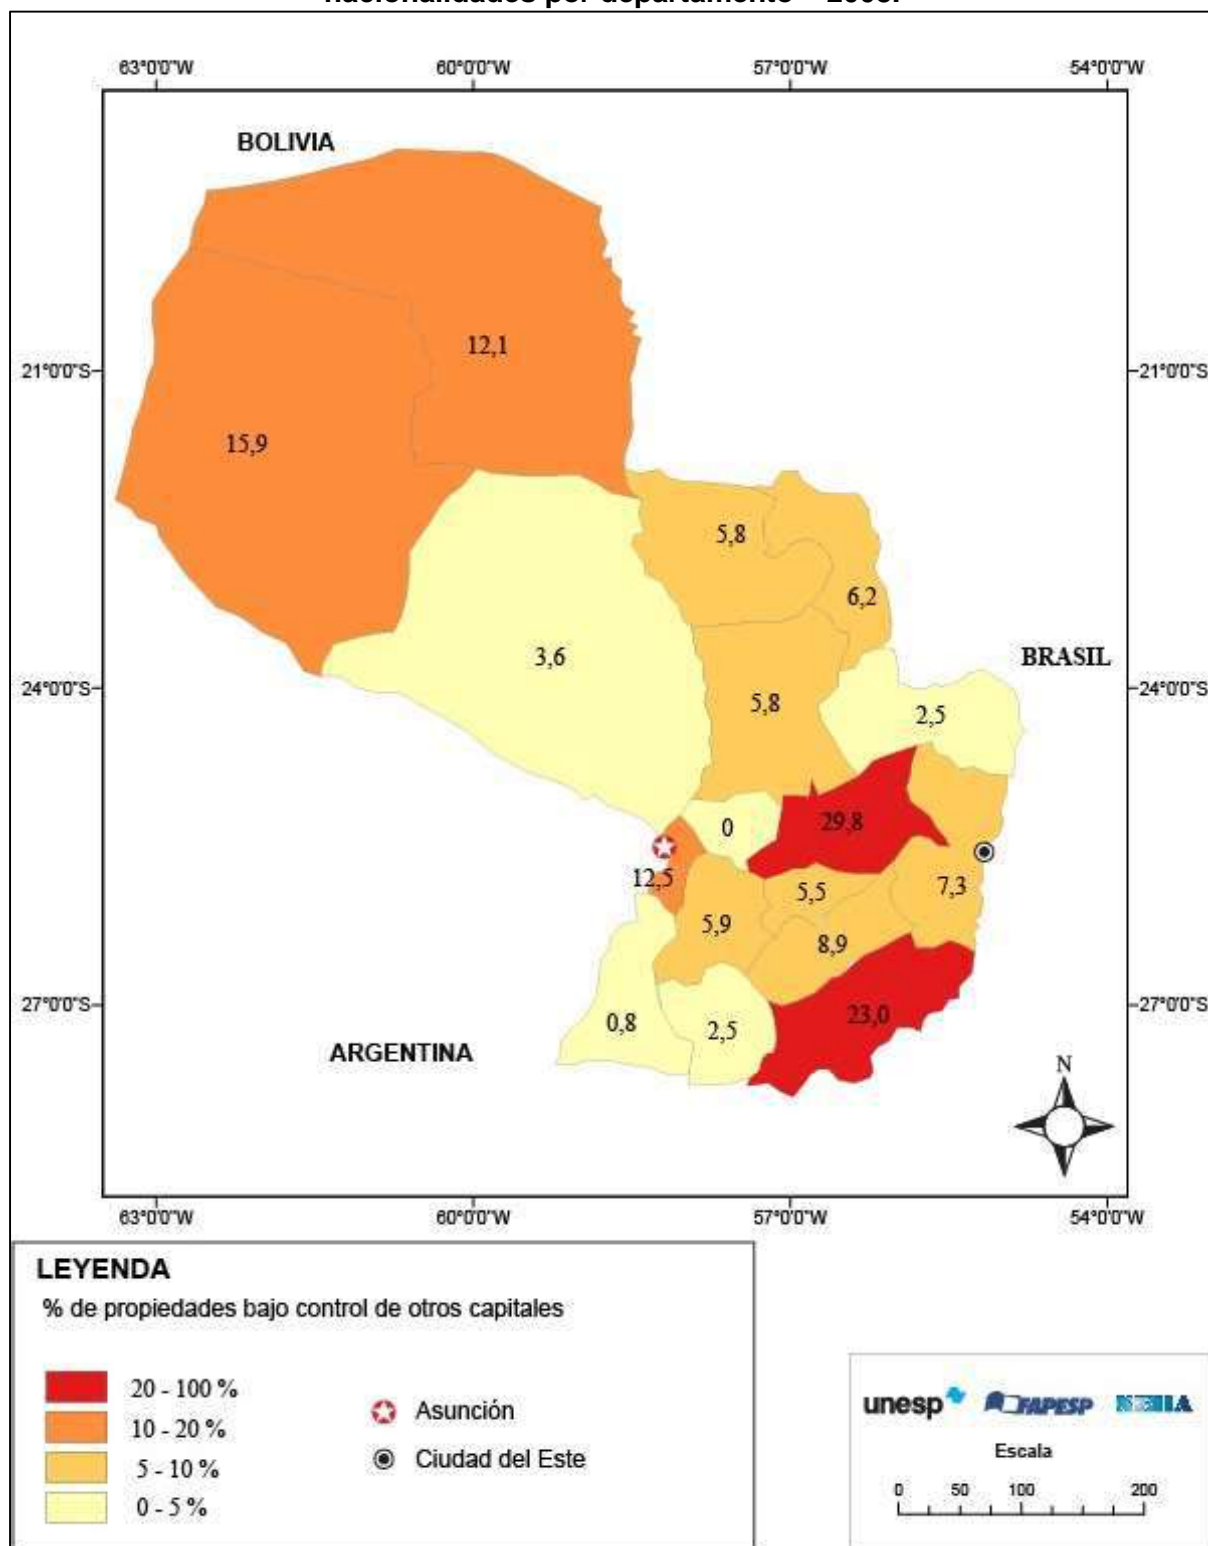 nacionalidades por departamento – 2008.
63°0'0"W 60°0'0"W 57°0'0"W 54°0'0"W
BOLIVIA
12,1
21°0'0"S 21°0'0"S
15,9
5,8
6,2
3,6
BRASIL
24°0'0"S 24°0'0"S
5,8
2,5
29,8
0
12,5
7,3
5,5
5,9
8,9
27°0'0"S 27°0'0"S
23,0
0,8
2,5
ARGENTINA
N
63°0'0"W 60°0'0"W 57°0'0"W 54°0'0"W
LEYENDA
% de propiedades bajo control de otros capitales
20 - 100 %
10 - 20 %
5 - 10 %
0 - 5 %
Asunción
Ciudad del Este
unesp FAPESP
Escala
0 50 100 200